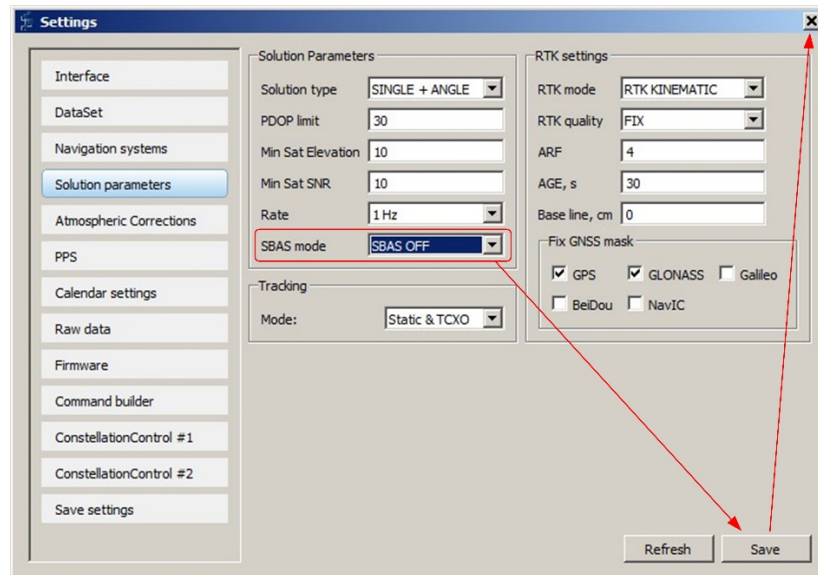 Settings
Interface
DataSet
Navigation systems
Solution parameters
Atmospheric Corrections
PPS
Calendar settings
Raw data
Firmware
Command builder
ConstellationControl #1
ConstellationControl #2
Save settings
Solution Parameters
Solution type SINGLE + ANGLE
PDOP limit 30
Min Sat Elevation 10
Min Sat SNR 10
Rate 1 Hz
SBAS mode SBAS OFF
Tracking
Mode: Static & TCXO
RTK settings
RTK mode RTK KINEMATIC
RTK quality FIX
ARF 4
AGE, s 30
Base line, cm 0
Fix GNSS mask
GPS GLONASS Galileo
BeiDou NavIC
Refresh Save